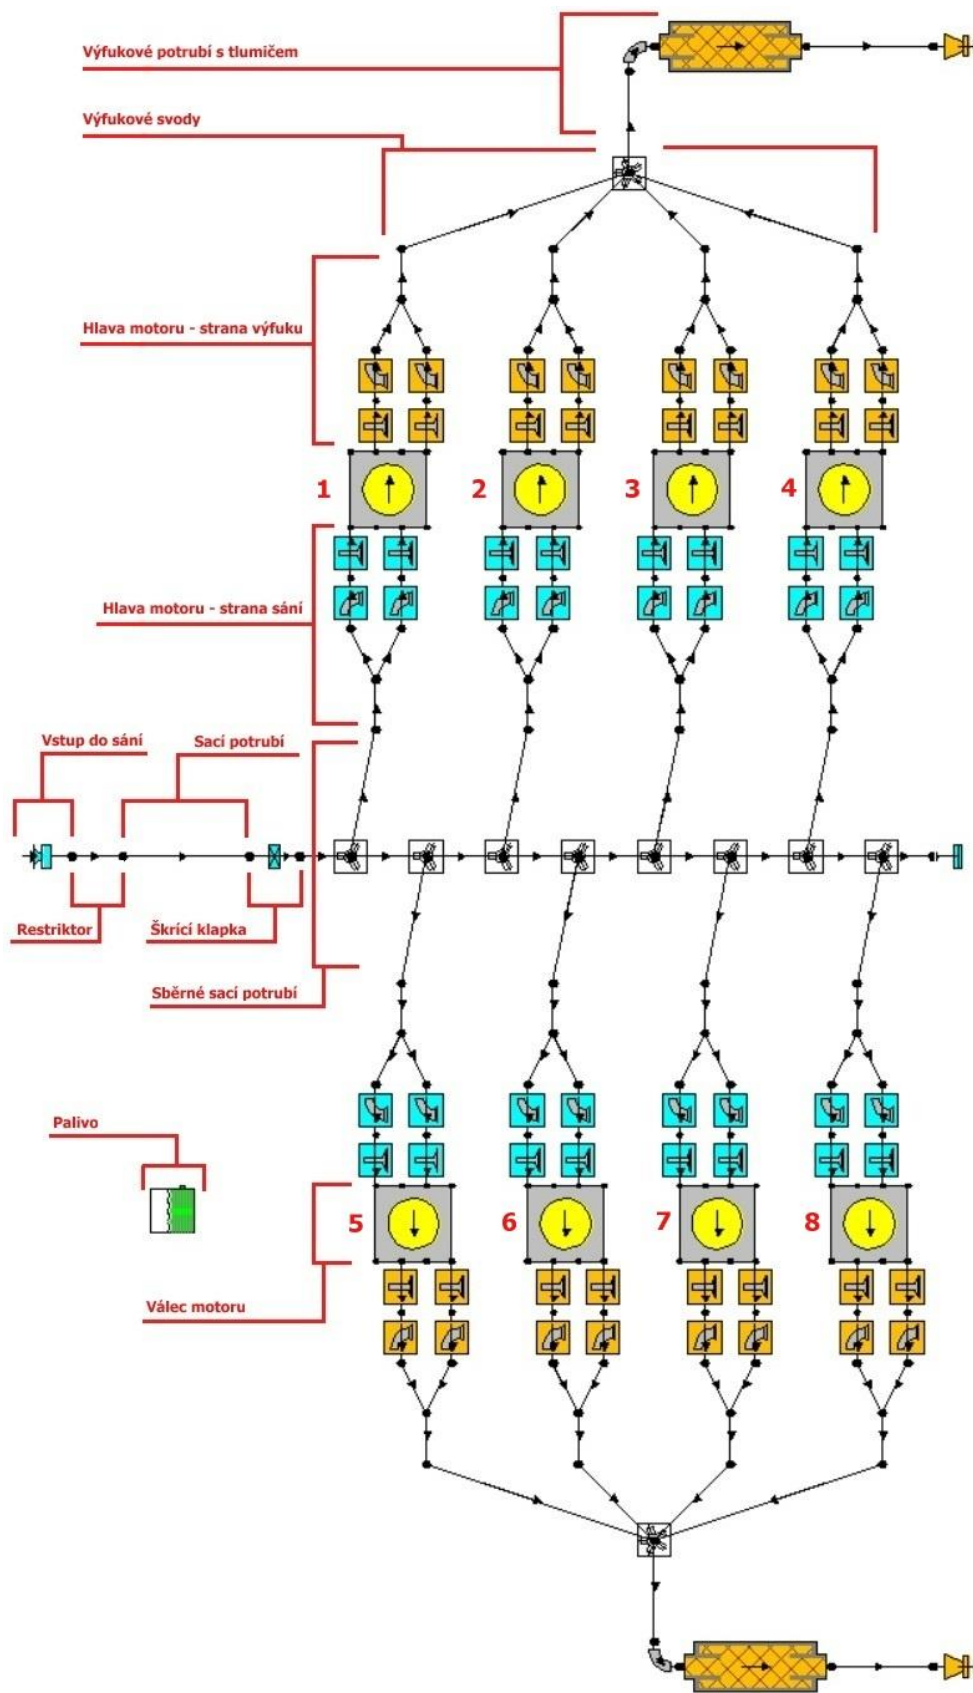 Výfukové potrubí s tlumičem
Výfukové svody
Hlava motoru - strana výfuku
1
2
3
4
Hlava motoru - strana sání
Vstup do sání
Sací potrubí
Restriktor
Škrící klapka
Sběrné sací potrubí
Palivo
5
6
7
8
Válec motoru